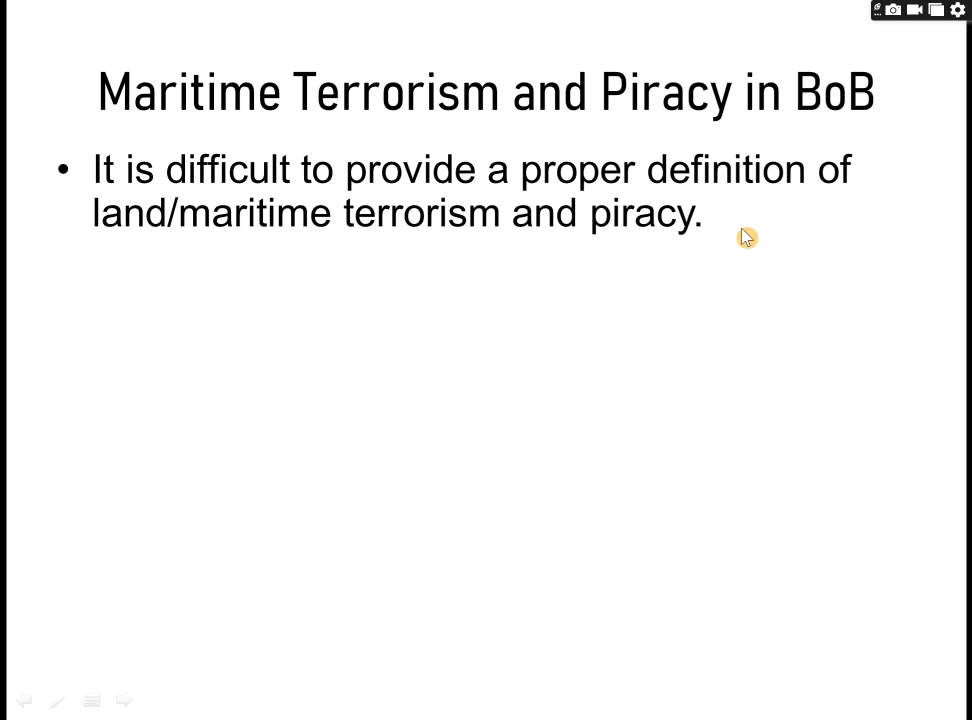 Maritime Terrorism and Piracy in BoB
• It is difficult to provide a proper definition of
land/maritime terrorism and piracy.